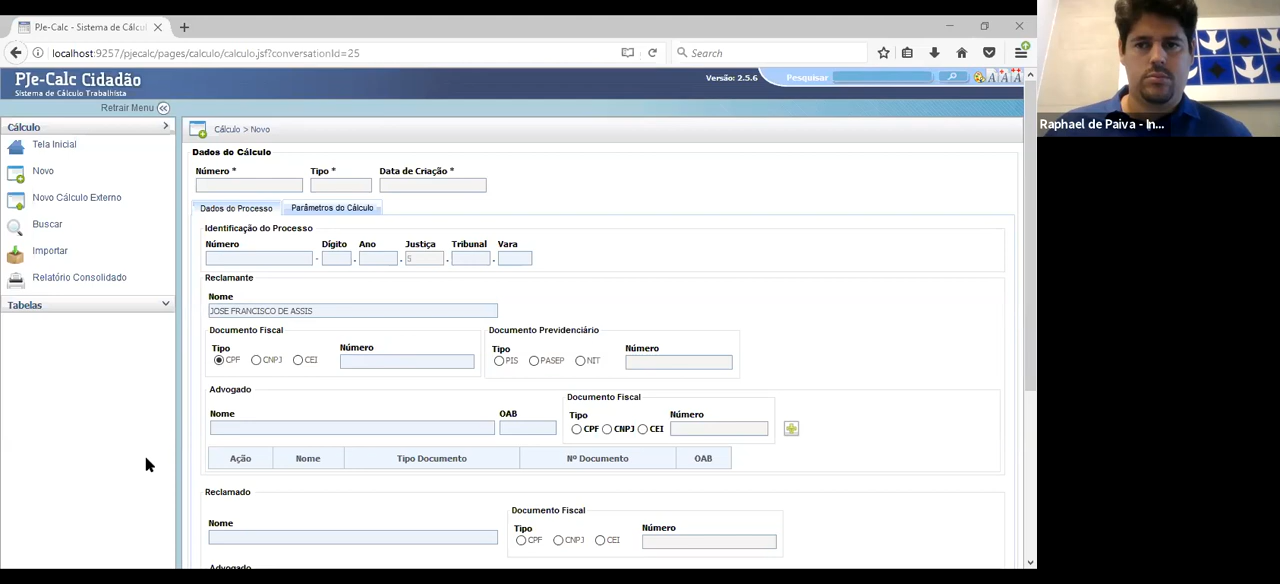 PJe-Calc - Sistema de Cálcu
localhost:9257/pjecalc/pages/calculo/calculo.jsf?conversationId=25
Search
PJe-Calc Cidadão
Sistema de Cálculo Trabalhista
Versão: 2.5.6
Pesquisar
Retrair Menu
Raphael de Paiva - In...
Cálculo
Tela Inicial
Novo
Novo Cálculo Externo
Buscar
Importar
Relatório Consolidado
Tabelas
Cálculo > Novo
Dados do Cálculo
Número * Tipo * Data de Criação *
Dados do Processo Parâmetros do Cálculo
Identificação do Processo
Número Dígito Ano Justiça Tribunal Vara
- . . 5 . .
Reclamante
Nome
JOSE FRANCISCO DE ASSIS
Documento Fiscal Documento Previdenciário
Tipo Número Tipo Número
CPF CNPJ CEI PIS PASEP NIT
Advogado
Documento Fiscal
Nome OAB Tipo Número
CPF CNPJ CEI
Ação Nome Tipo Documento Nº Documento OAB
Reclamado
Documento Fiscal
Nome Tipo Número
CPF CNPJ CEI
Advogado